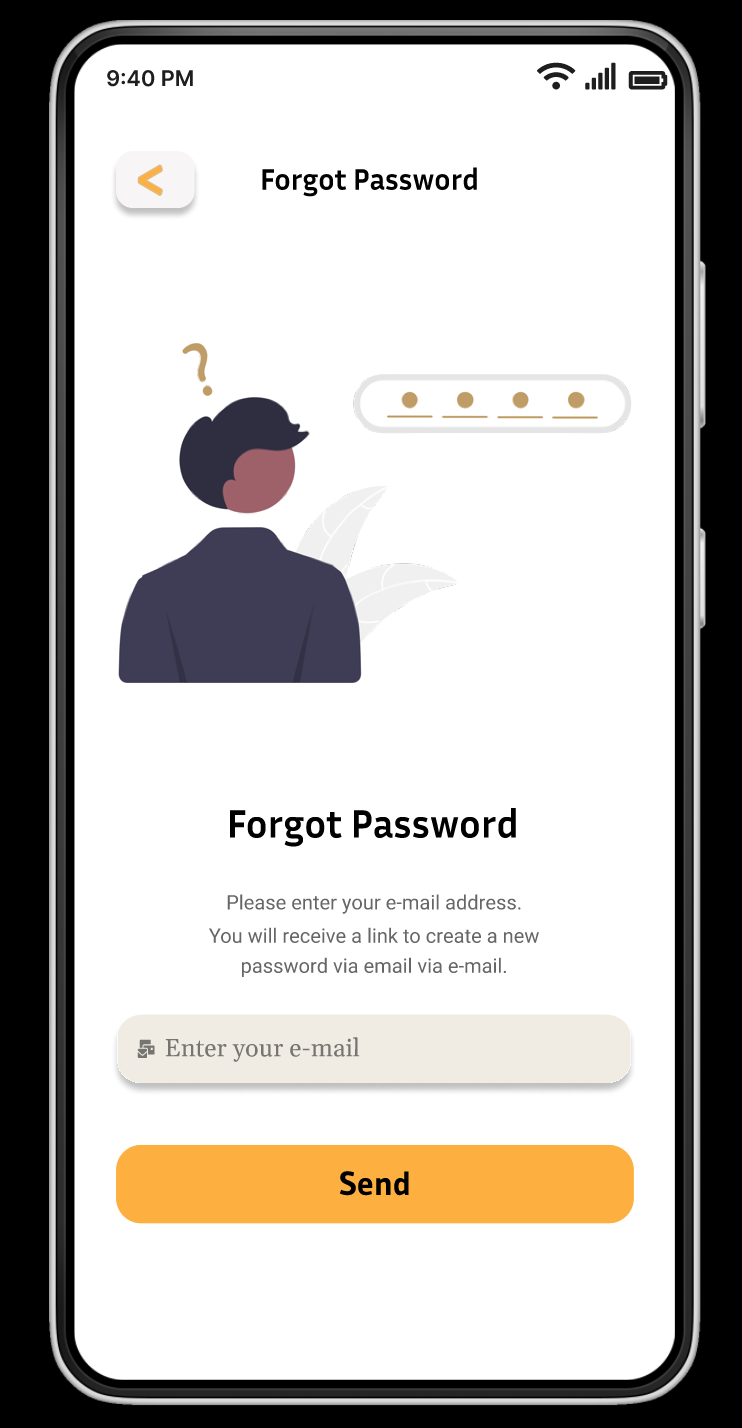 9:40 PM
Forgot Password
?
Forgot Password
Please enter your e-mail address.
You will receive a link to create a new
password via email via e-mail.
Enter your e-mail
Send